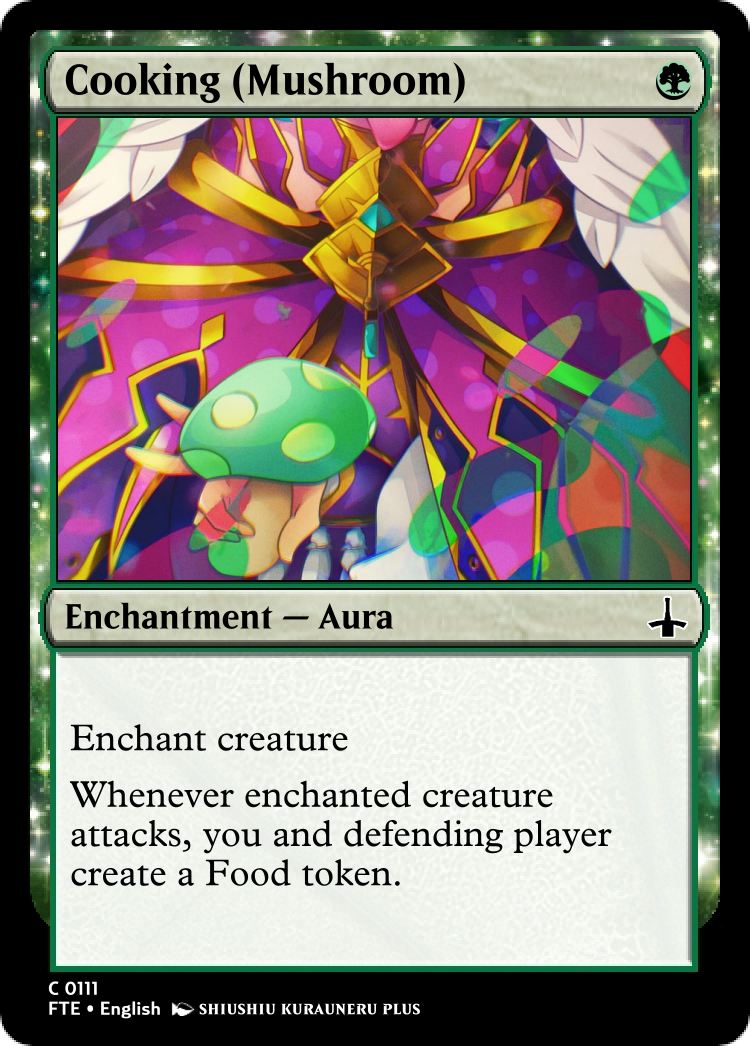 Cooking (Mushroom)
Enchantment — Aura
Enchant creature
Whenever enchanted creature
attacks, you and defending player
create a Food token.
C 0111
FTE • English SHIUSHIU KURAUNERU PLUS